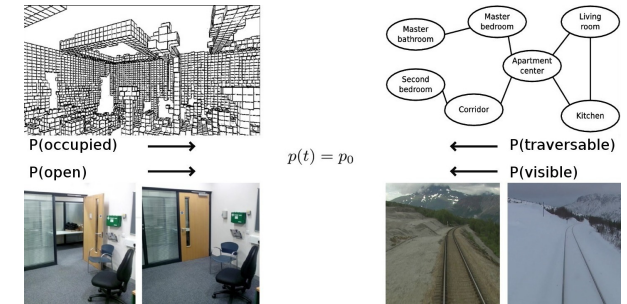 Master
bathroom
Master
bedroom
Living
room
Apartment
center
Second
bedroom
Corridor
Kitchen
P(occupied)
P(open)
p(t) = p₀
P(traversable)
P(visible)